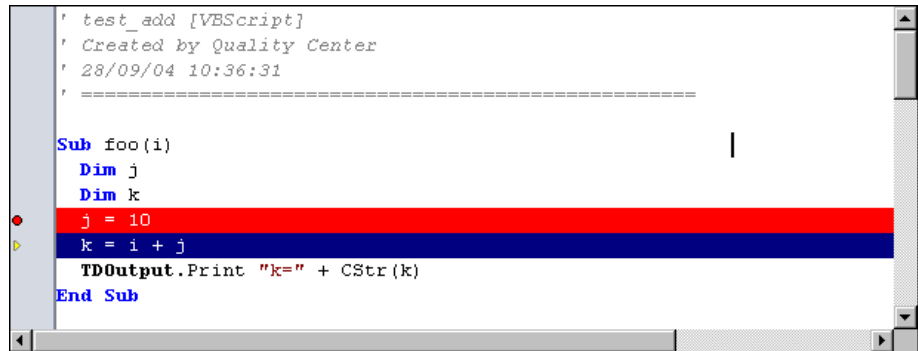 ' test_add [VBScript]
' Created by Quality Center
' 28/09/04 10:36:31
' ====================================================
Sub foo(i)
Dim j
Dim k
j = 10
k = i + j
TDOutput.Print "k=" + CStr(k)
End Sub